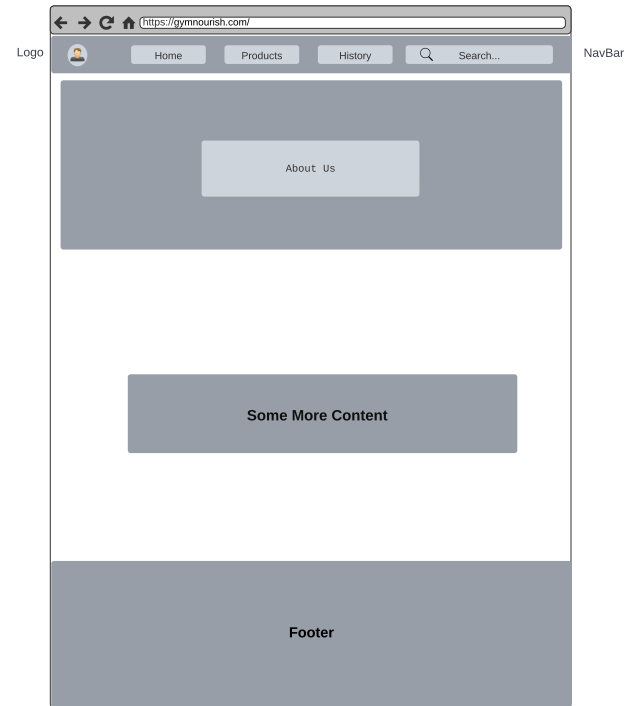 https://gymnourish.com/
Logo
Home
Products
History
Search...
NavBar
About Us
Some More Content
Footer